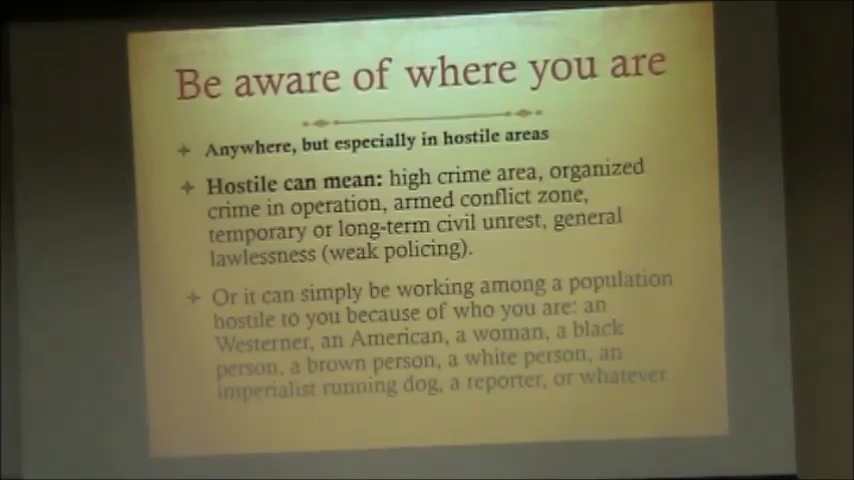 Be aware of where you are
Anywhere, but especially in hostile areas
Hostile can mean: high crime area, organized
crime in operation, armed conflict zone,
temporary or long-term civil unrest, general
lawlessness (weak policing).
Or it can simply be working among a population
hostile to you because of who you are: an
Westerner, an American, a woman, a black
person, a brown person, a white person, an
imperialist running dog, a reporter, or whatever